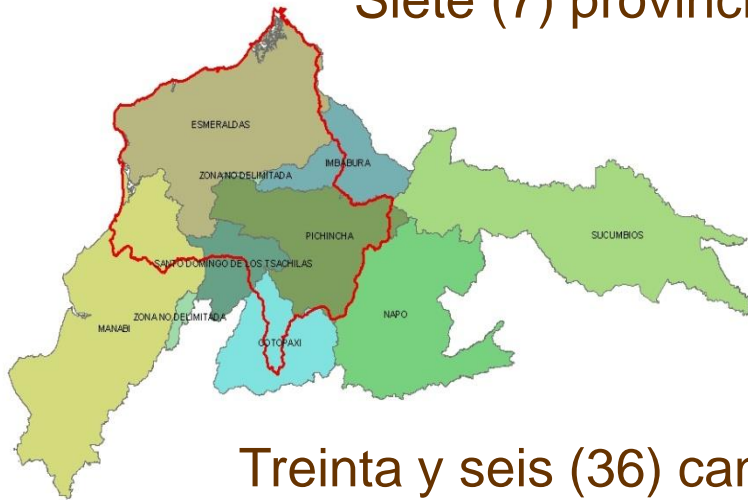 Siete (7) provinci
ESMERALDAS
IMBABURA
ZONA NO DELIMITADA
PICHINCHA
SUCUMBIOS
SANTO DOMINGO DE LOS TSACHILAS
MANABI
ZONA NO DELIMITADA
NAPO
COTOPAXI
Treinta y seis (36) can